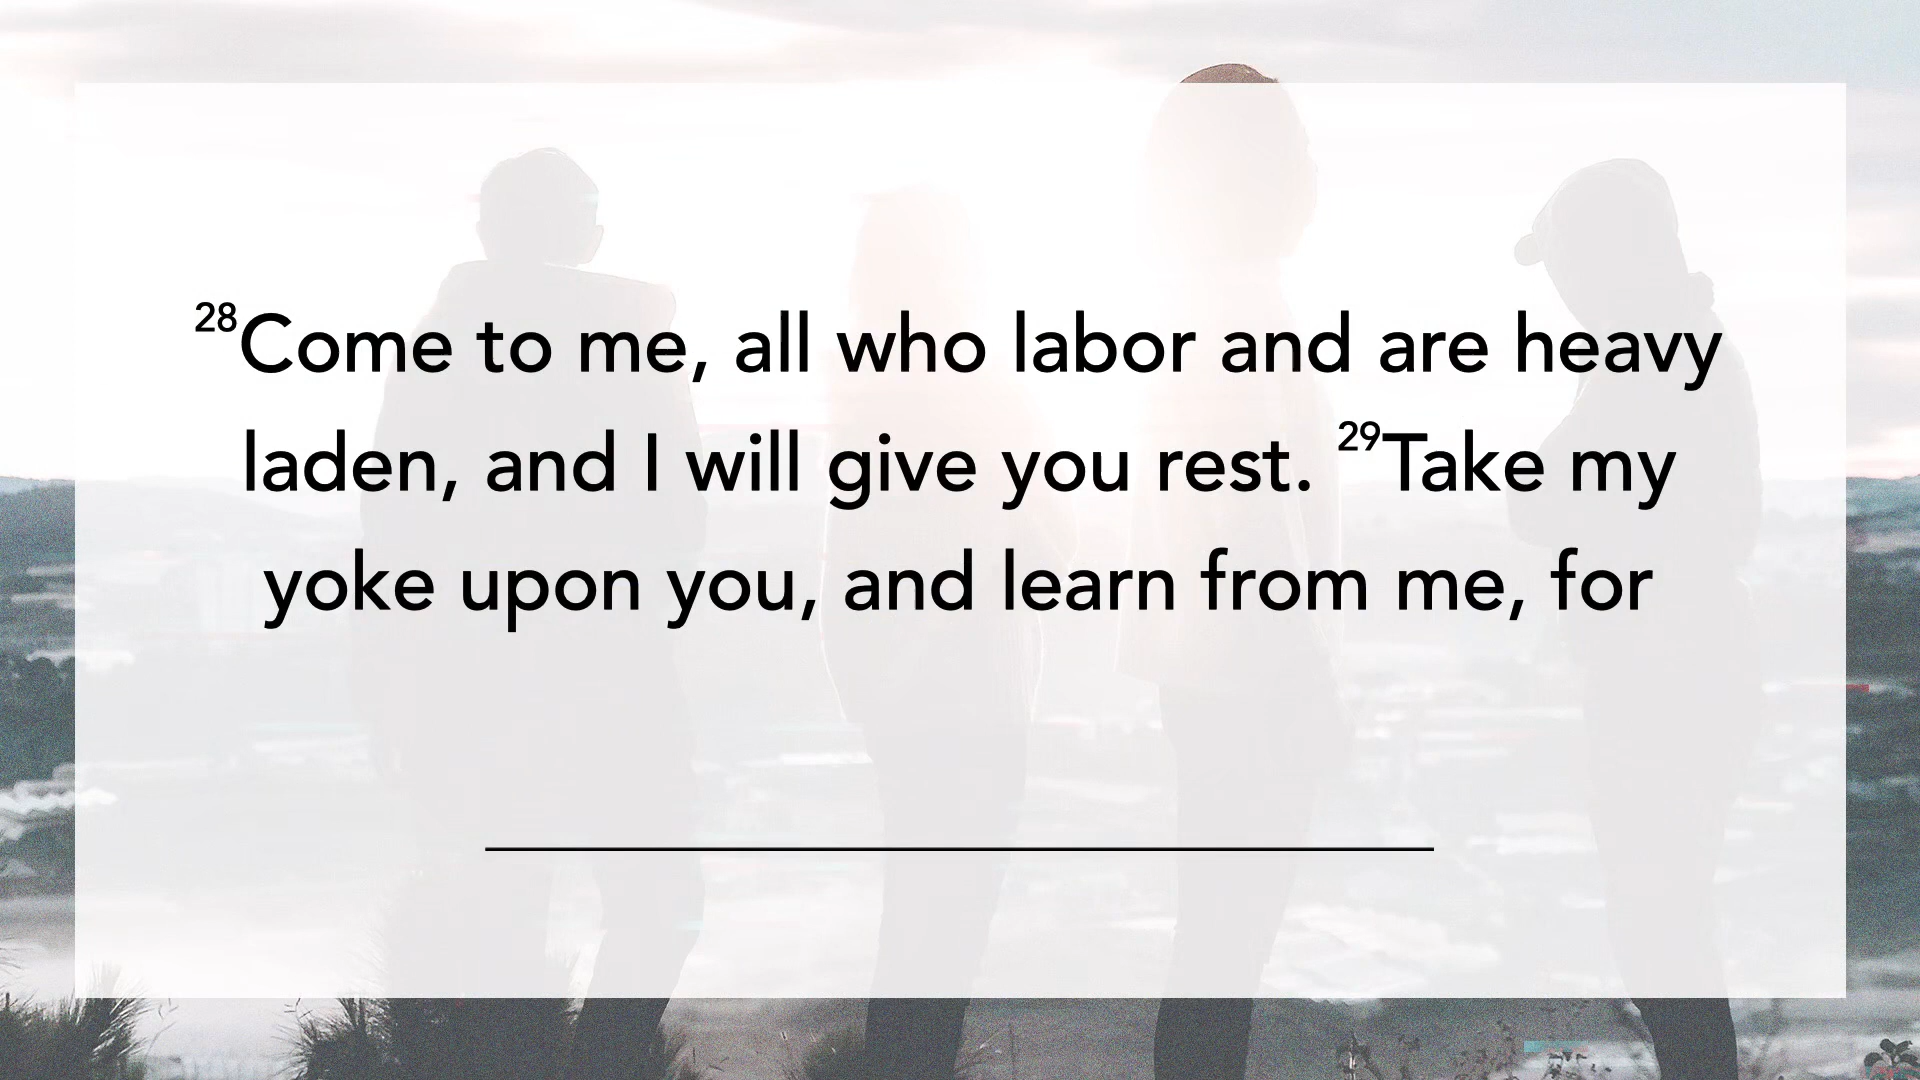 28Come to me, all who labor and are heavy
laden, and I will give you rest. 29Take my
yoke upon you, and learn from me, for